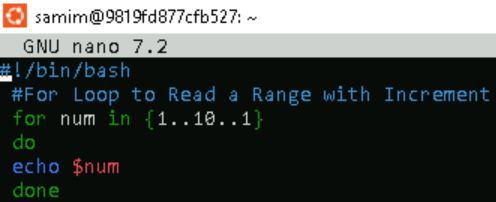 samim@9819fd877cfb527: ~
GNU nano 7.2
#!/bin/bash
#For Loop to Read a Range with Increment
for num in {1..10..1}
do
echo $num
done